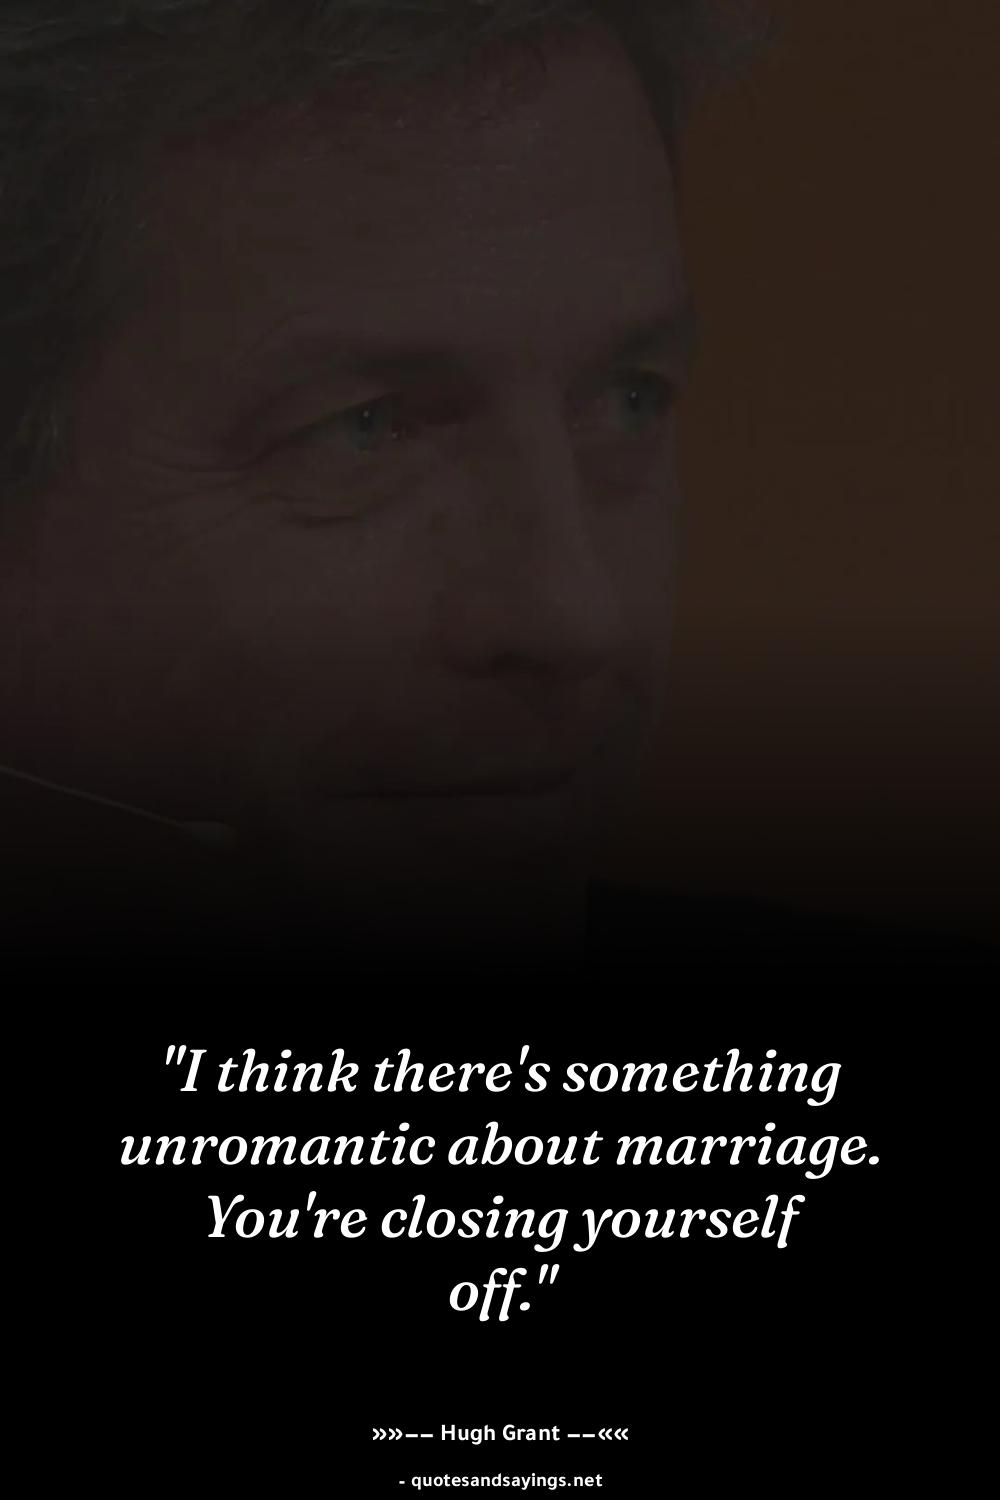 "I think there's something
unromantic about marriage.
You're closing yourself
off."
»»–– Hugh Grant ––««
- quotesandsayings.net